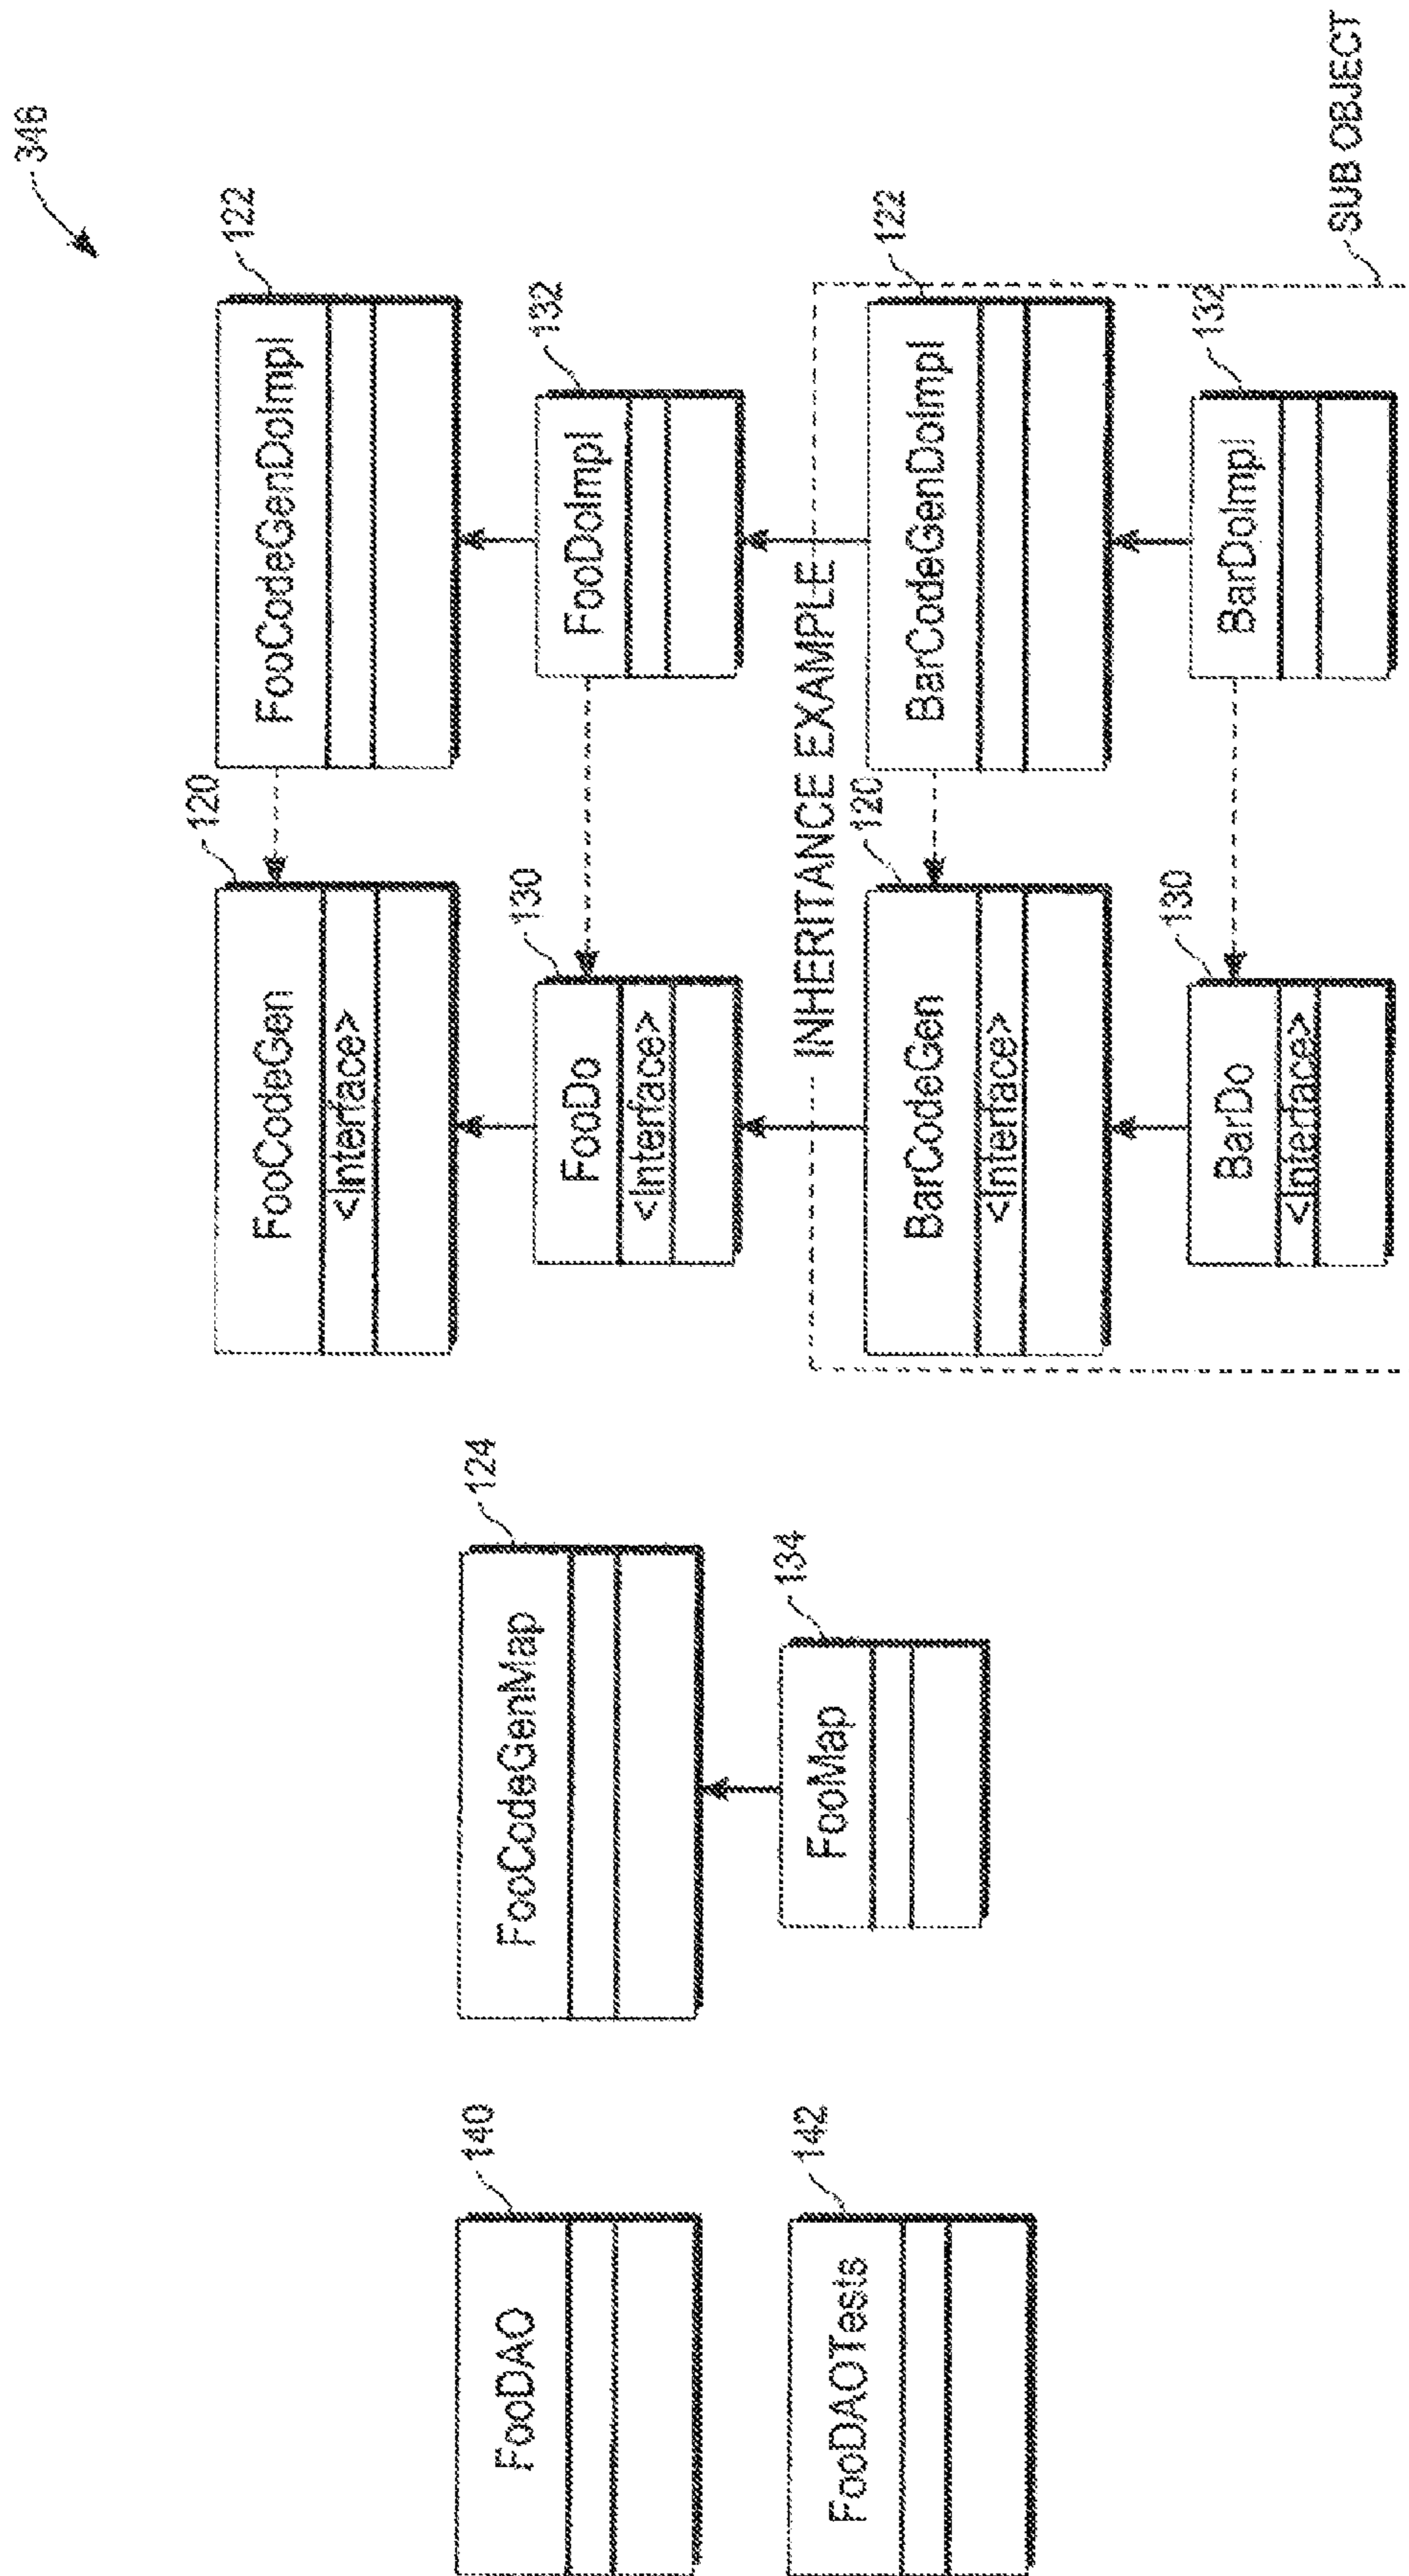 346
FooDAO
140
FooDAOTests
142
FooCodeGenMap
124
FooMap
134
FooCodeGen
<Interface>
120
FooCodeGenDoImpl
122
FooDo
<Interface>
130
FooDoImpl
132
INHERITANCE EXAMPLE
BarCodeGen
<Interface>
120
BarCodeGenDoImpl
122
BarDo
<Interface>
130
BarDoImpl
132
SUB OBJECT